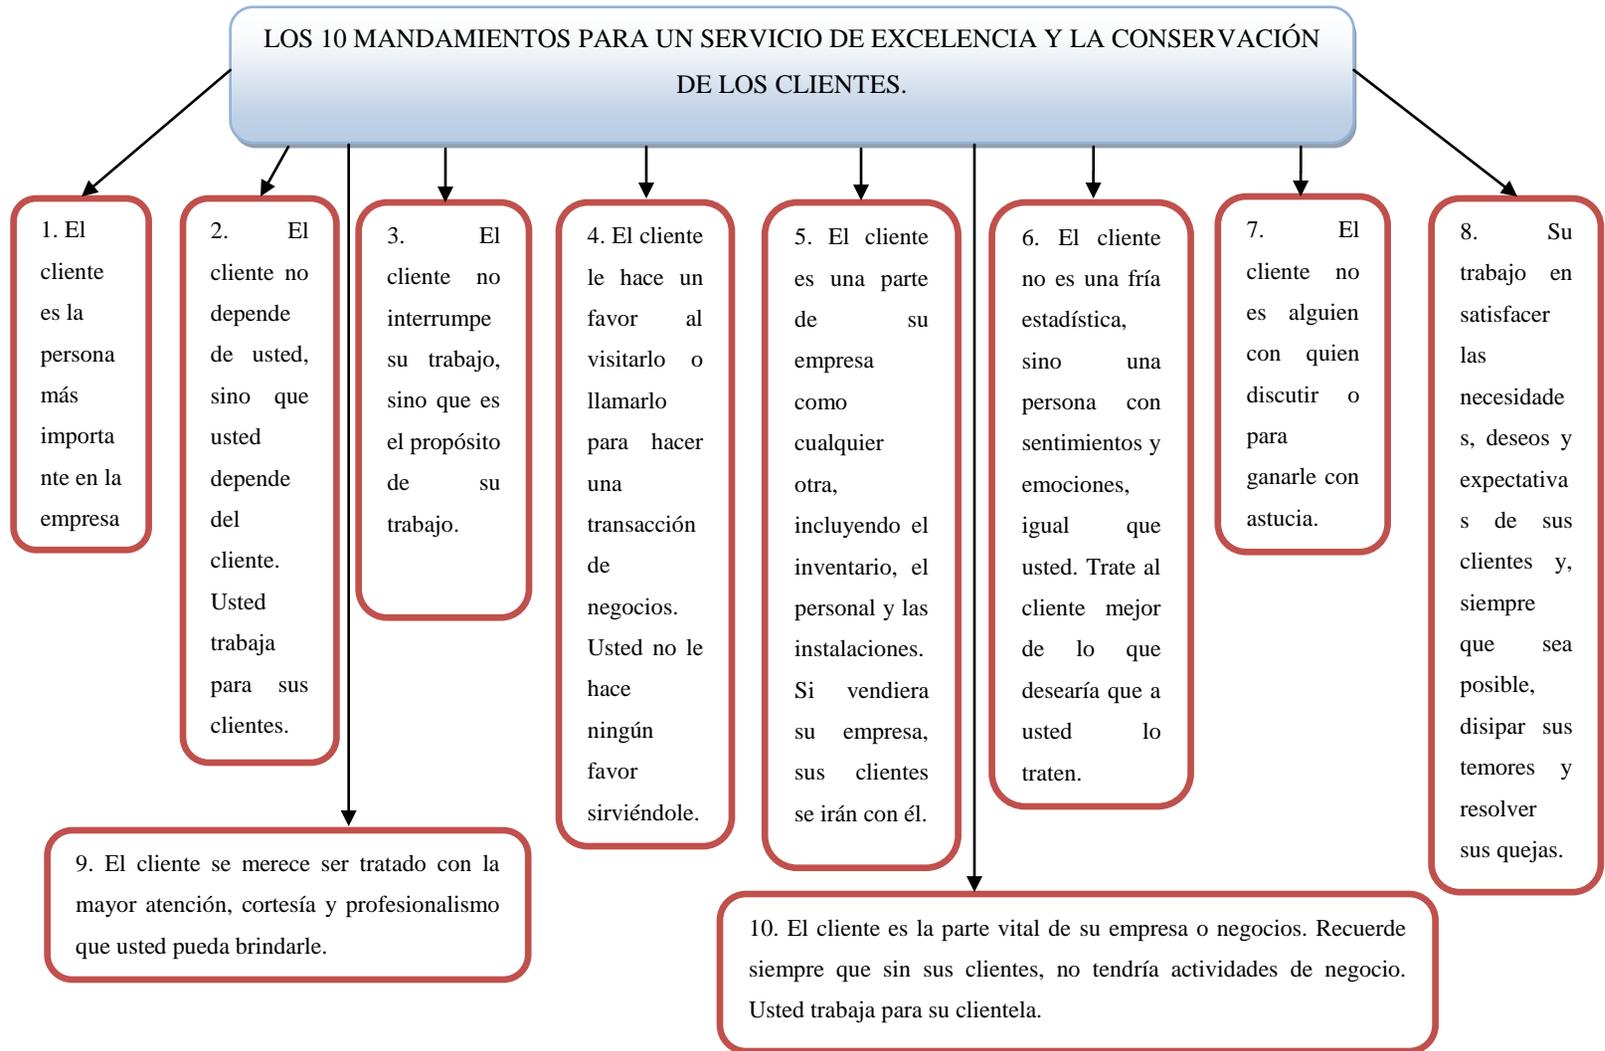 LOS 10 MANDAMIENTOS PARA UN SERVICIO DE EXCELENCIA Y LA CONSERVACIÓN
DE LOS CLIENTES.
1. El
cliente
es la
persona
más
importa
nte en la
empresa
2. El
cliente no
depende
de usted,
sino que
usted
depende
del
cliente.
Usted
trabaja
para sus
clientes.
3. El
cliente no
interrumpe
su trabajo,
sino que es
el propósito
de su
trabajo.
4. El cliente
le hace un
favor al
visitarlo o
llamarlo
para hacer
una
transacción
de
negocios.
Usted no le
hace
ningún
favor
sirviéndole.
5. El cliente
es una parte
de su
empresa
como
cualquier
otra,
incluyendo el
inventario, el
personal y las
instalaciones.
Si vendiera
su empresa,
sus clientes
se irán con él.
6. El cliente
no es una fría
estadística,
sino una
persona con
sentimientos y
emociones,
igual que
usted. Trate al
cliente mejor
de lo que
desearía que a
usted lo
traten.
7. El
cliente no
es alguien
con quien
discutir o
para
ganarle con
astucia.
8. Su
trabajo en
satisfacer
las
necesidade
s, deseos y
expectativa
s de sus
clientes y,
siempre
que sea
posible,
disipar sus
temores y
resolver
sus quejas.
9. El cliente se merece ser tratado con la
mayor atención, cortesía y profesionalismo
que usted pueda brindarle.
10. El cliente es la parte vital de su empresa o negocios. Recuerde
siempre que sin sus clientes, no tendría actividades de negocio.
Usted trabaja para su clientela.